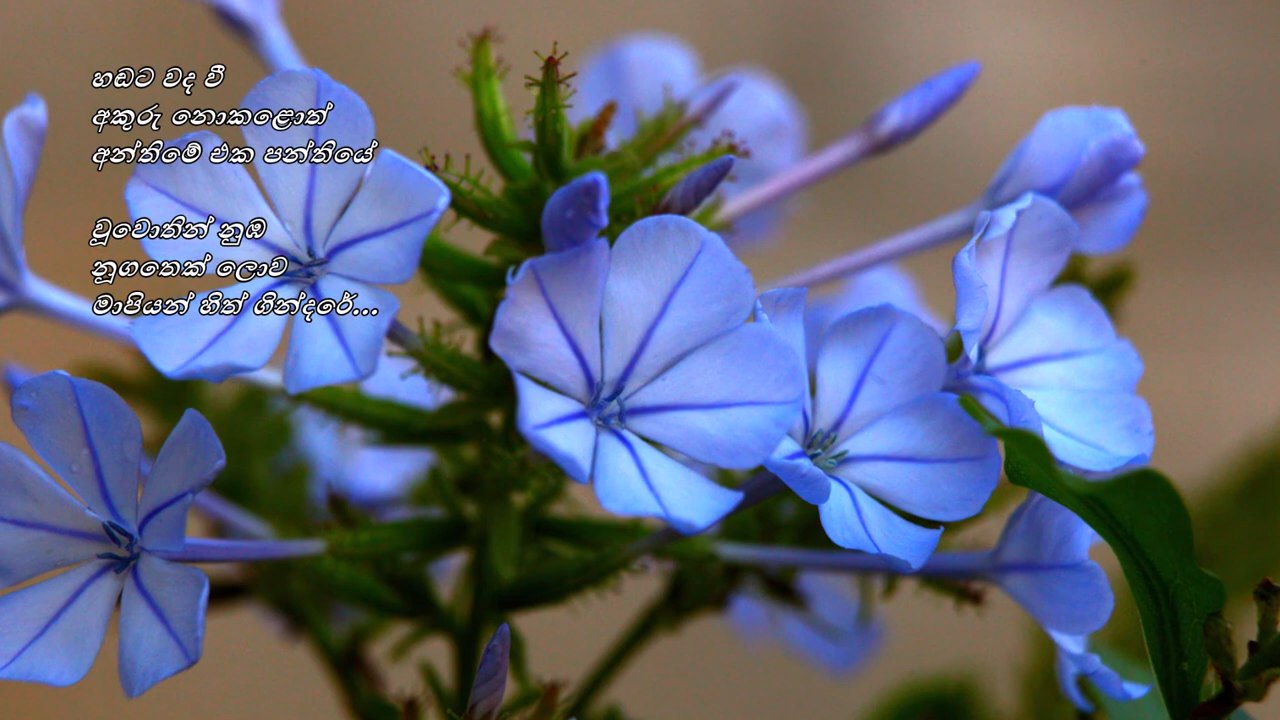 හඬට වද වී
අකුරු නොකළොත්
අන්තිමේ එක පන්තියේ
වූවොතින් නුඹ
නූගතෙක් ලොව
මාපියන් හිත් ගින්දරේ...